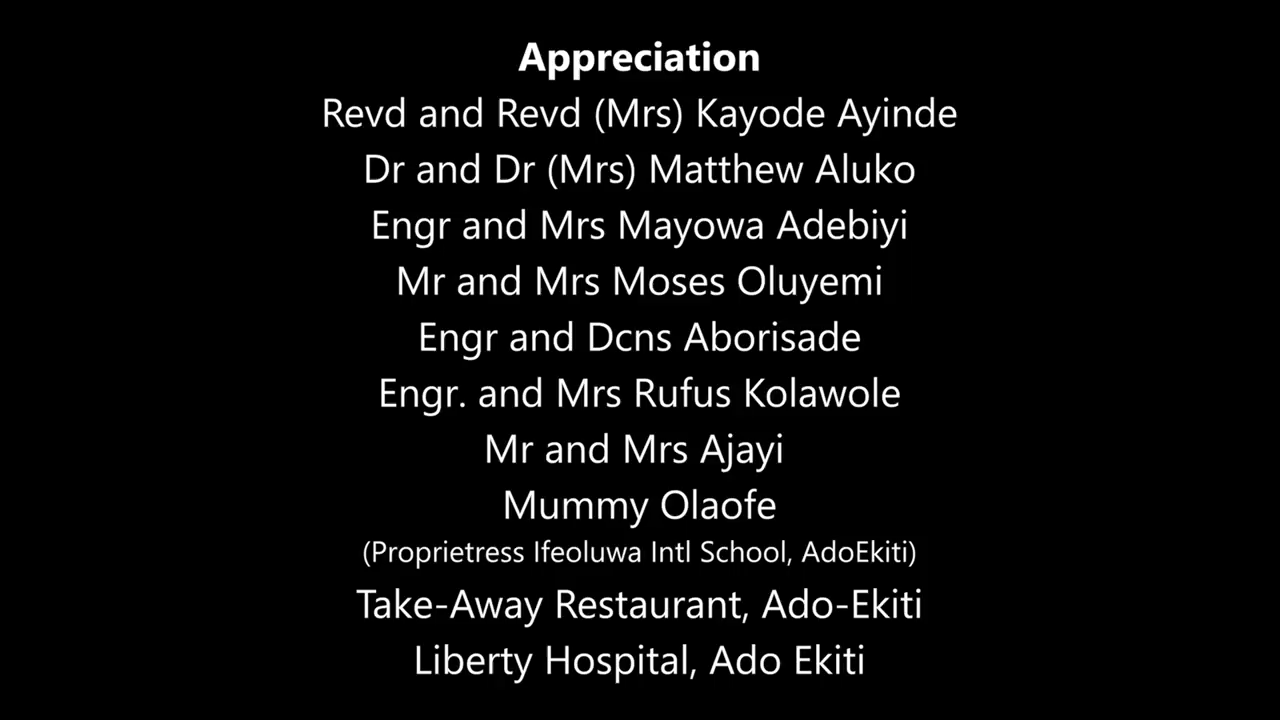 Appreciation
Revd and Revd (Mrs) Kayode Ayinde
Dr and Dr (Mrs) Matthew Aluko
Engr and Mrs Mayowa Adebiyi
Mr and Mrs Moses Oluyemi
Engr and Dcns Aborisade
Engr. and Mrs Rufus Kolawole
Mr and Mrs Ajayi
Mummy Olaofe
(Proprietress Ifeoluwa Intl School, AdoEkiti)
Take-Away Restaurant, Ado-Ekiti
Liberty Hospital, Ado Ekiti